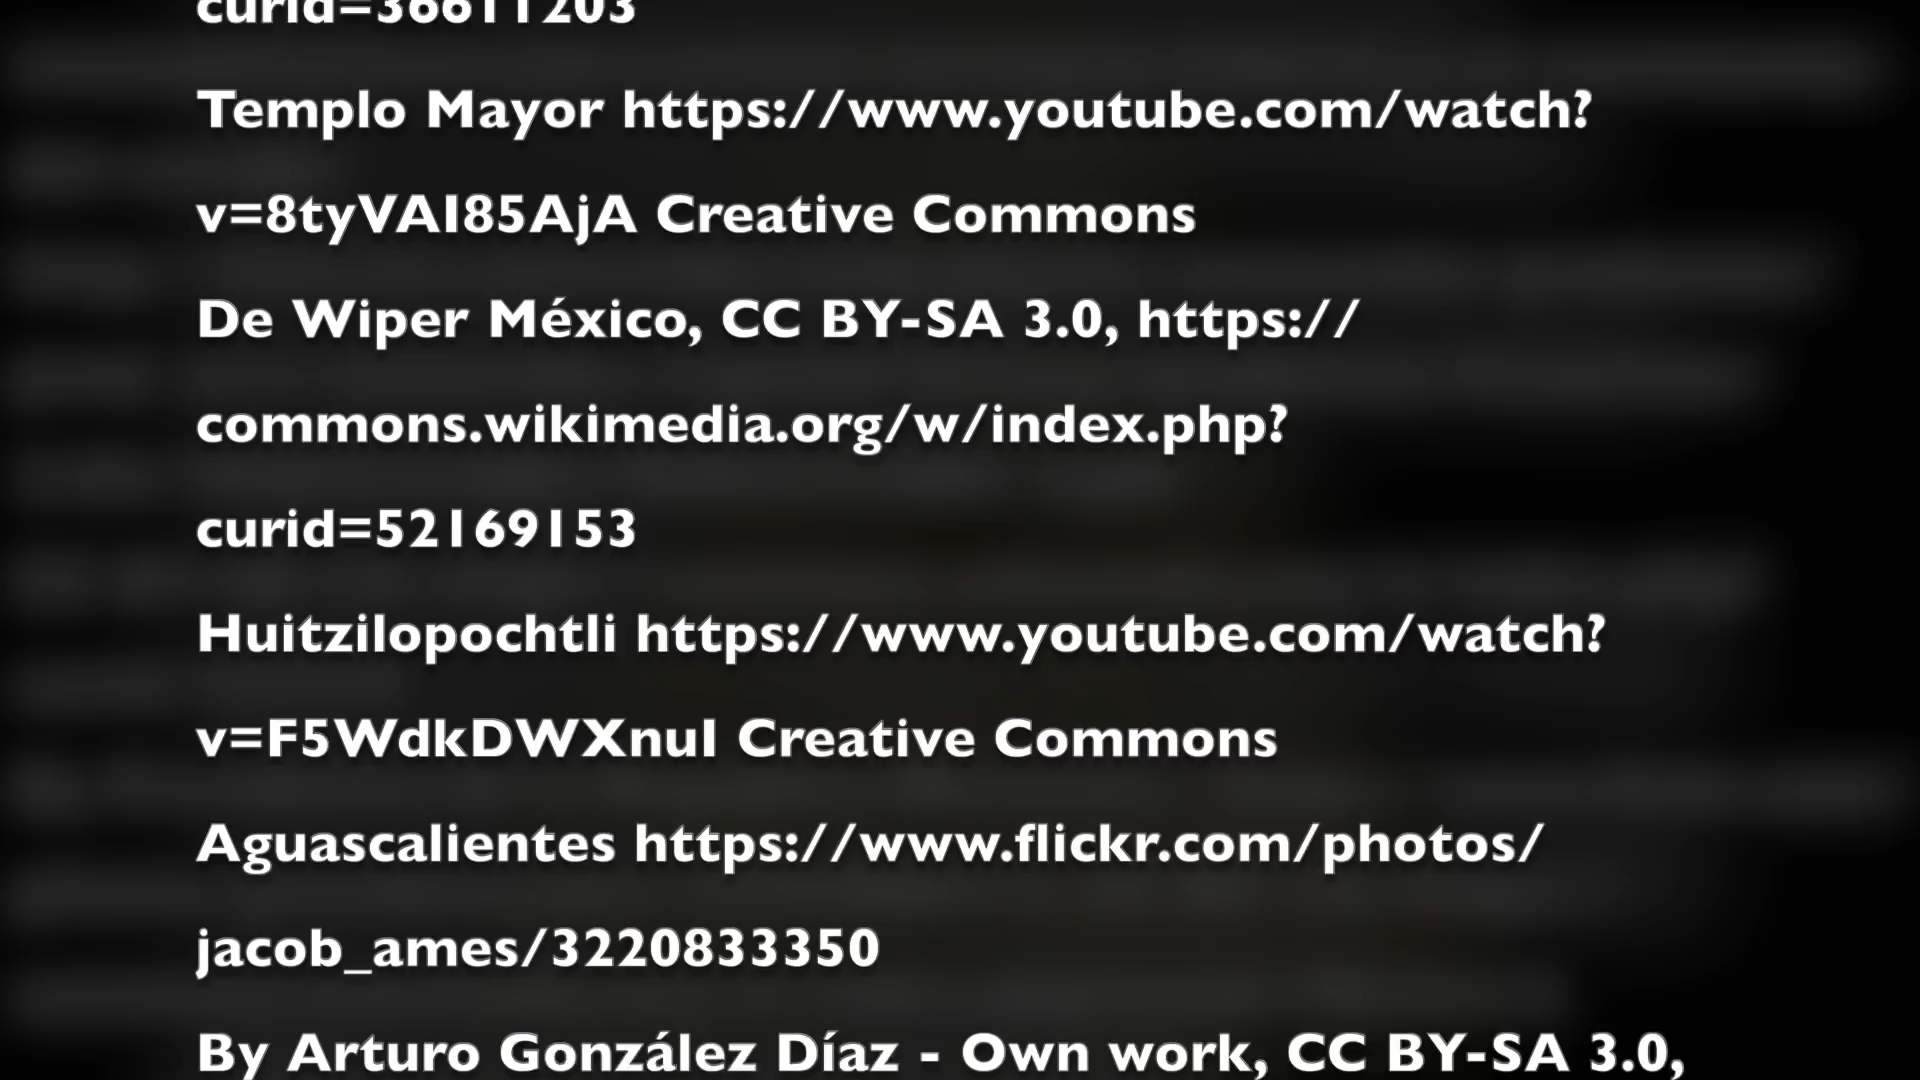 curid=36611203
Templo Mayor https://www.youtube.com/watch?
v=8tyVAI85AjA Creative Commons
De Wiper México, CC BY-SA 3.0, https://
commons.wikimedia.org/w/index.php?
curid=52169153
Huitzilopochtli https://www.youtube.com/watch?
v=F5WdkDWXnuI Creative Commons
Aguascalientes https://www.flickr.com/photos/
jacob_ames/3220833350
By Arturo González Díaz - Own work, CC BY-SA 3.0,